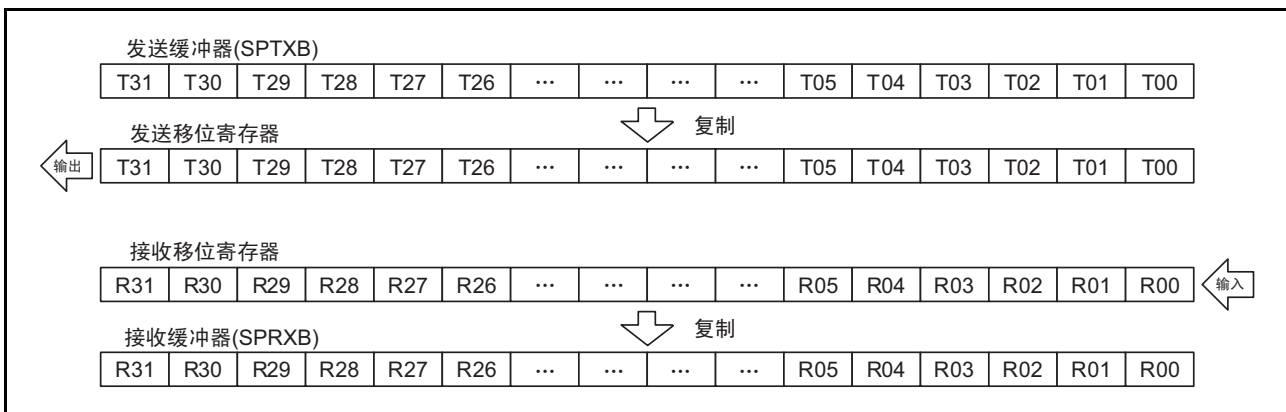 发送缓冲器(SPTXB)
T31 T30 T29 T28 T27 T26 ... ... ... ... T05 T04 T03 T02 T01 T00
复制
发送移位寄存器
输出 T31 T30 T29 T28 T27 T26 ... ... ... ... T05 T04 T03 T02 T01 T00
接收移位寄存器
R31 R30 R29 R28 R27 R26 ... ... ... ... R05 R04 R03 R02 R01 R00 输入
复制
接收缓冲器(SPRXB)
R31 R30 R29 R28 R27 R26 ... ... ... ... R05 R04 R03 R02 R01 R00